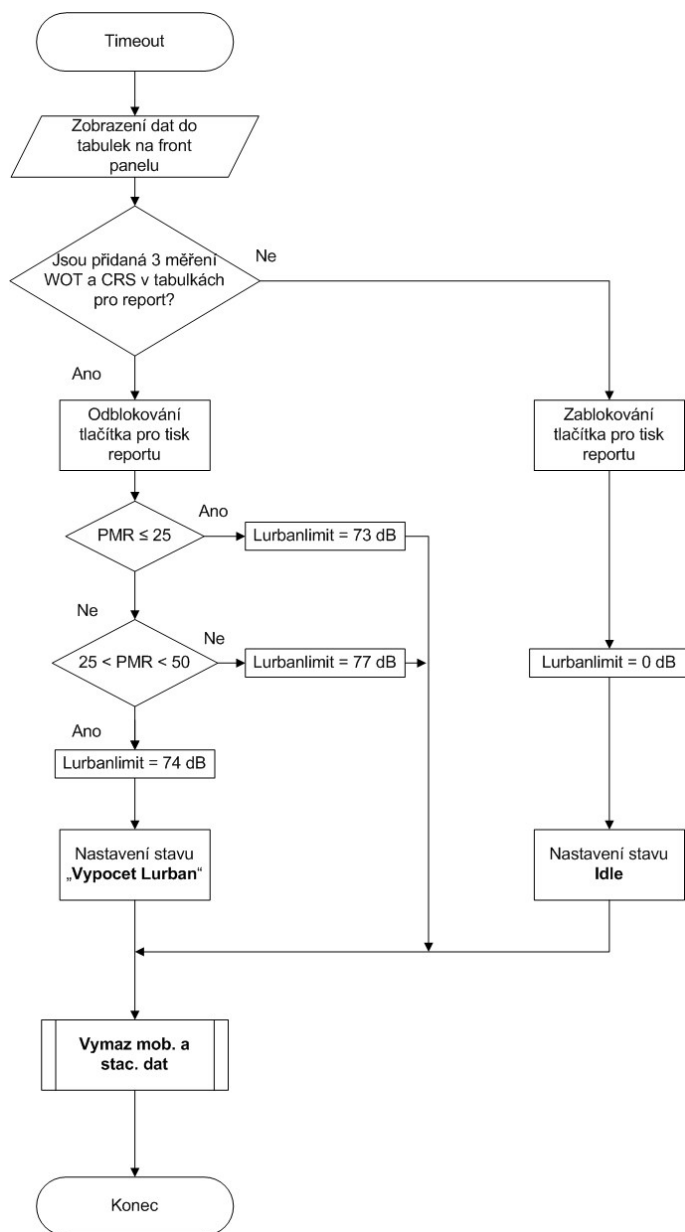 Timeout
Zobrazení dat do
tabulek na front
panelu
Jsou přidaná 3 měření
WOT a CRS v tabulkách
pro report?
Ne
Ano
Odblokování
tlačítka pro tisk
reportu
Zablokování
tlačítka pro tisk
reportu
PMR ≤ 25
Ano
Lurbanlimit = 73 dB
Ne
25 < PMR < 50
Ne
Lurbanlimit = 77 dB
Lurbanlimit = 0 dB
Ano
Lurbanlimit = 74 dB
Nastavení stavu
„Vypocet Lurban“
Nastavení stavu
Idle
Vymaz mob. a
stac. dat
Konec